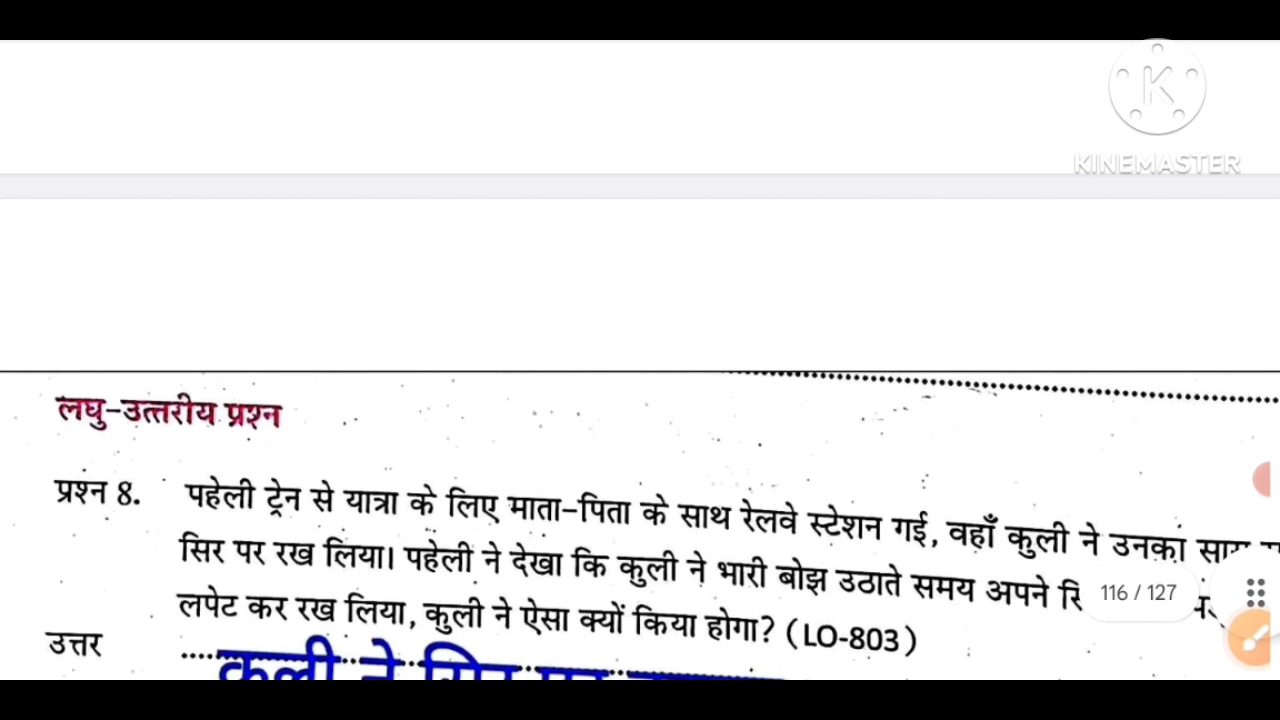 KINEMASTER
लघु-उत्तरीय प्रश्न
प्रश्न 8. पहेली ट्रेन से यात्रा के लिए माता-पिता के साथ रेलवे स्टेशन गई, वहाँ कुली ने उनका
सिर पर रख लिया। पहेली ने देखा कि कुली ने भारी बोझ उठाते समय अपने
116 / 127
लपेट कर रख लिया, कुली ने ऐसा क्यों किया होगा? (LO-803)
उत्तर
कुली ने सिर पर